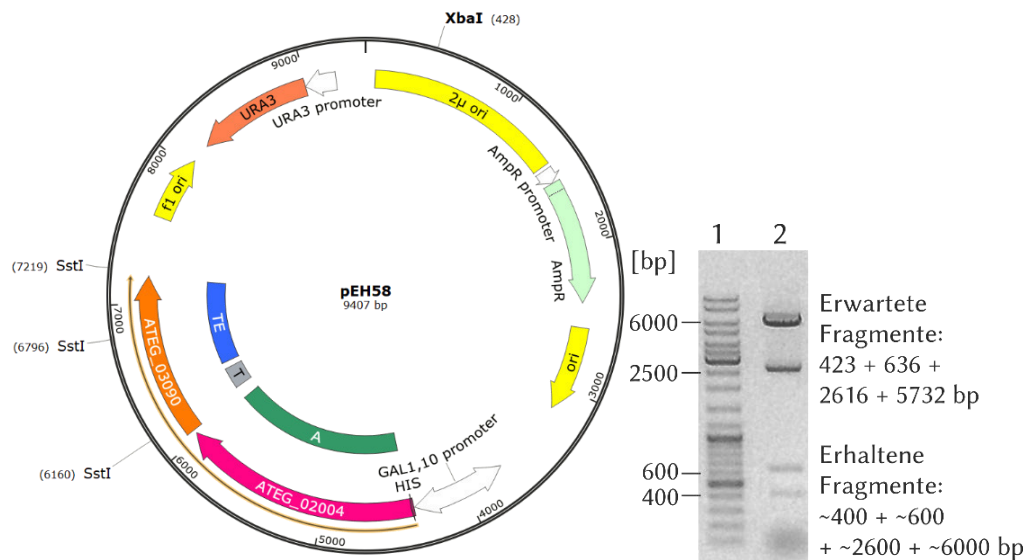 XbaI (428)
9000
1000
URA3
URA3 promoter
2µ ori
8000
f1 ori
AmpR promoter
2000
AmpR
(7219) SstI
7000
(6796) SstI
pEH58
9407 bp
TE
T
A
ATEG_03090
ori
3000
(6160) SstI
6000
GAL1,10 promoter
HIS
ATEG_02004
4000
5000
1 2
[bp]
6000
2500
600
400
Erwartete
Fragmente:
423 + 636 +
2616 + 5732 bp
Erhaltene
Fragmente:
~400 + ~600
+ ~2600 + ~6000 bp